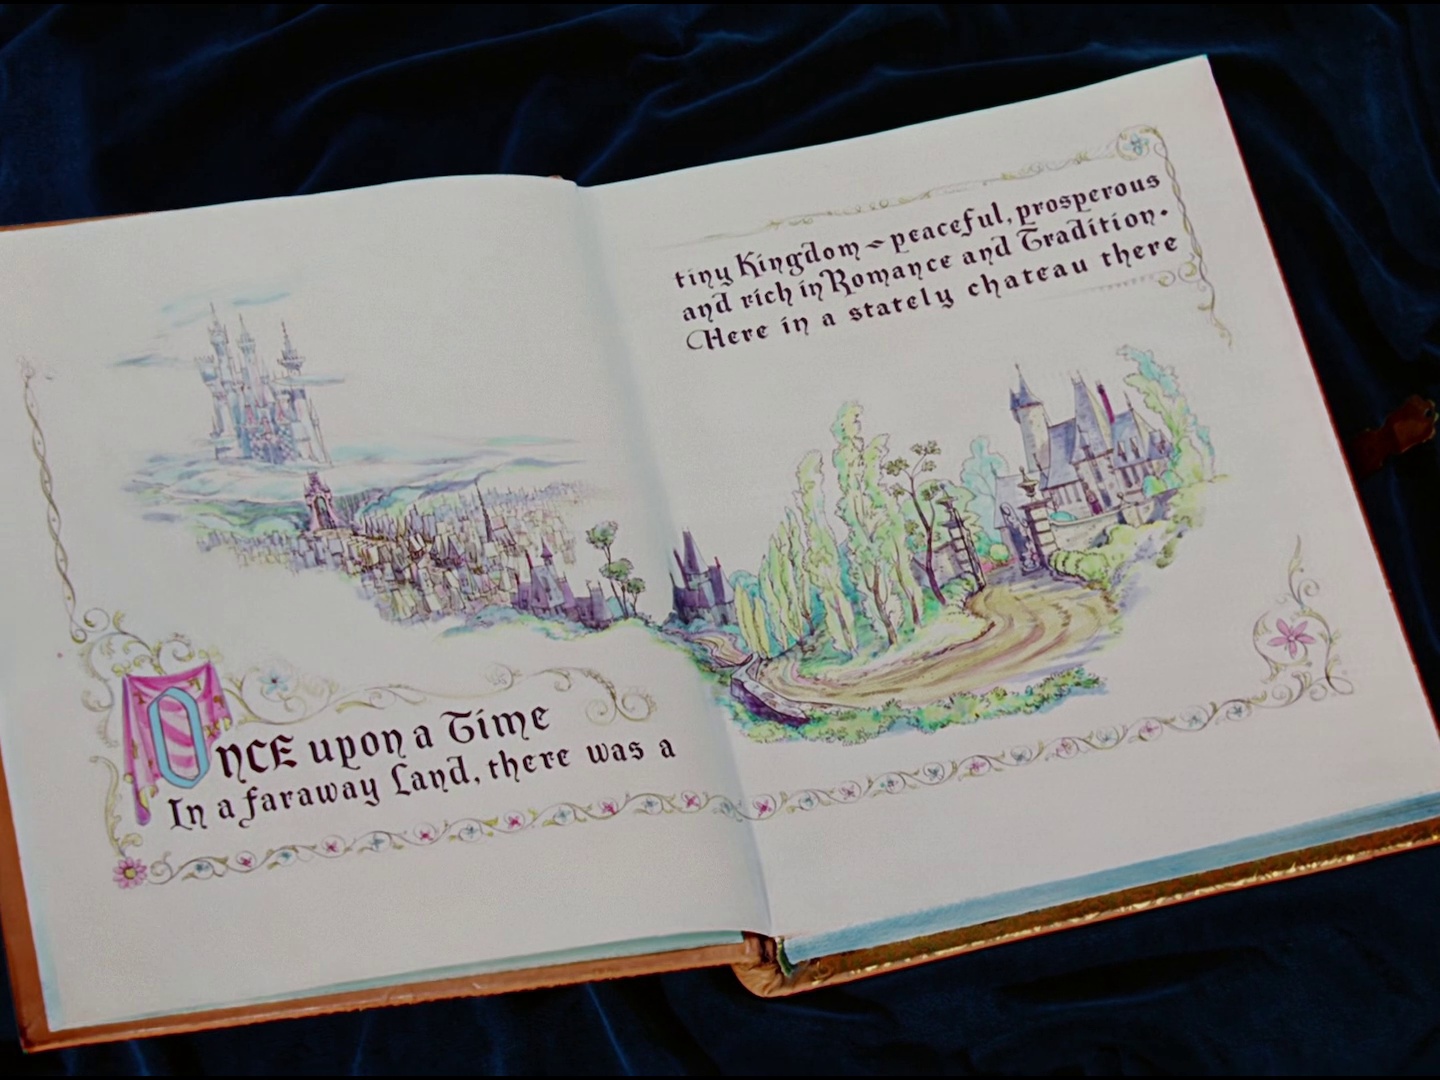 ONCE upon a Time
In a faraway Land, there was a
tiny Kingdom - peaceful, prosperous
and rich in Romance and Tradition.
Here in a stately chateau there